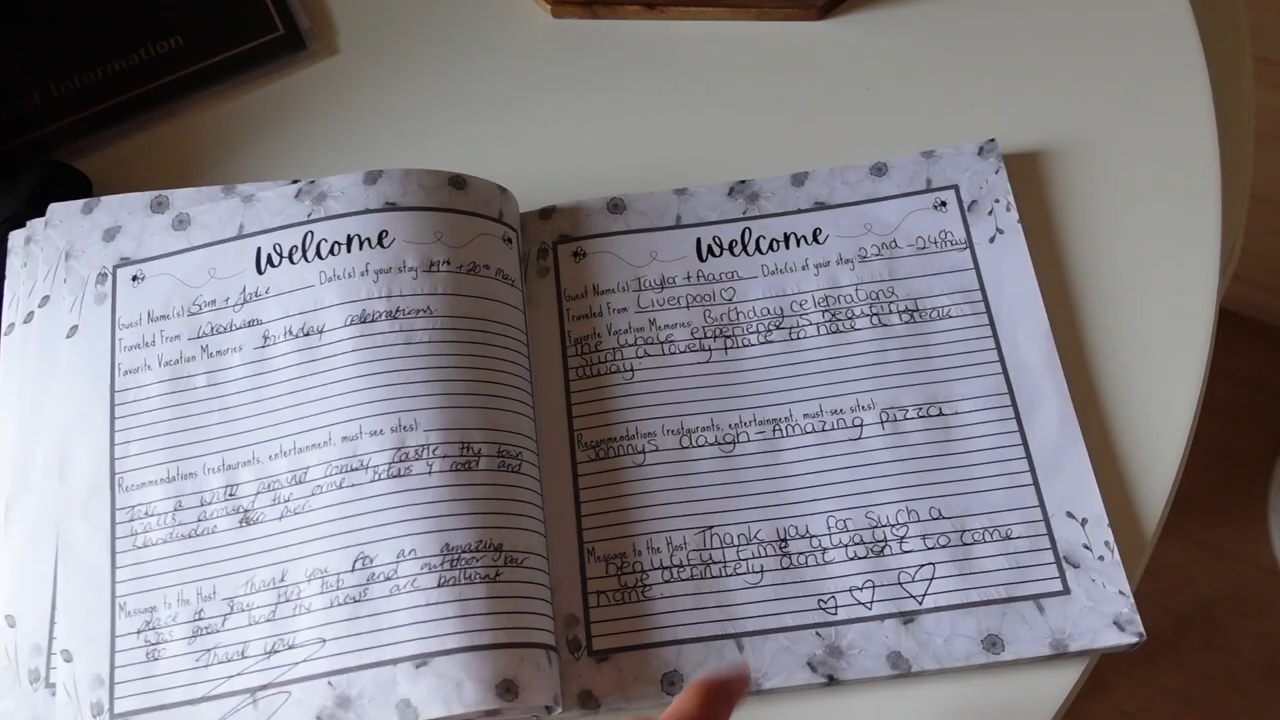 Information
Welcome
Guest Name(s) Sam + Jodie Date(s) of your stay: 19th + 20th May
Traveled From: Wrexham
Favorite Vacation Memories: Birthday celebrations.
Recommendations (restaurants, entertainment, must-see sites):
Take a walk around conwy castle the town
walls, around the orme, Betws y coed and
Llandudno pier.
Message to the Host: Thank you for an amazing
place to stay. Hot tub and outdoor bar
was great and the views are brilliant
too Thank you
Welcome
Guest Name(s) Taylor + Aaron Date(s) of your stay: 22nd - 24th May
Traveled From: Liverpool♡
Favorite Vacation Memories: Birthday celebrations
The whole experience is beautiful
Such a lovely place to have a break
away.
Recommendations (restaurants, entertainment, must-see sites):
Johnny's dough - Amazing pizza
Message to the Host: Thank you for such a
beautiful time away♡
we definitely dont want to come
home.